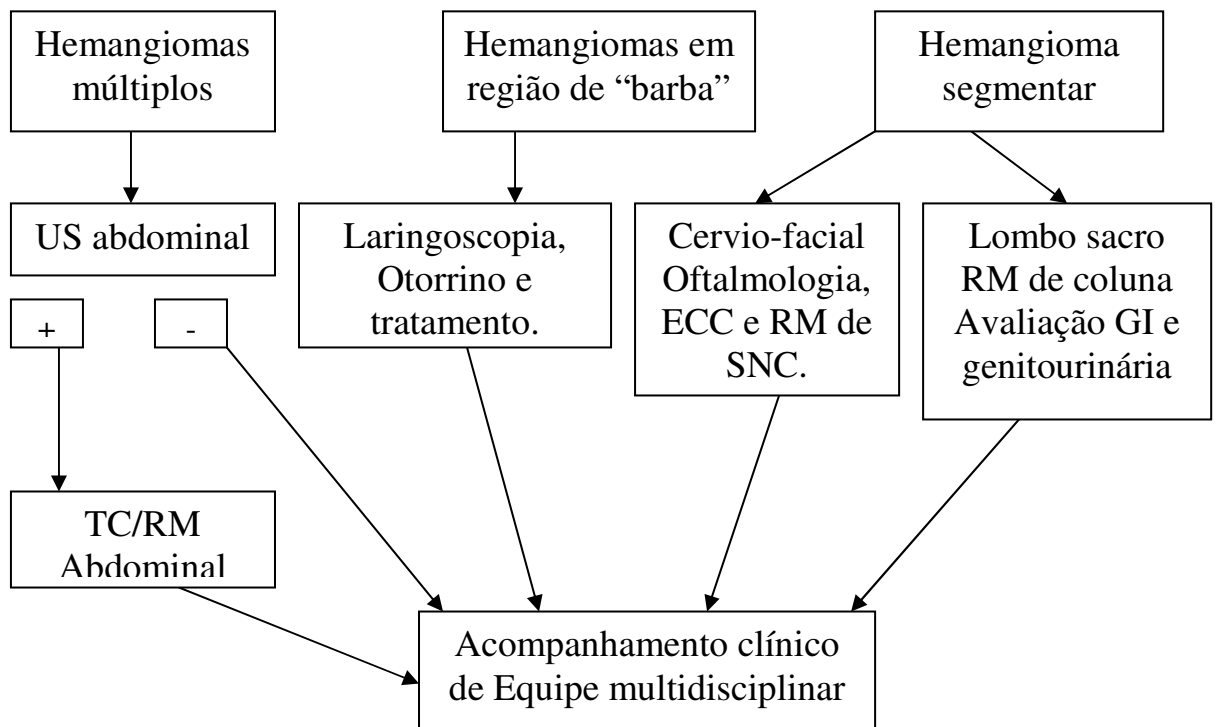 Hemangiomas
múltiplos
Hemangiomas em
região de “barba”
Hemangioma
segmentar
US abdominal
+
-
Laringoscopia,
Otorrino e
tratamento.
Cervio-facial
Oftalmologia,
ECC e RM de
SNC.
Lombo sacro
RM de coluna
Avaliação GI e
genitourinária
TC/RM
Abdominal
Acompanhamento clínico
de Equipe multidisciplinar